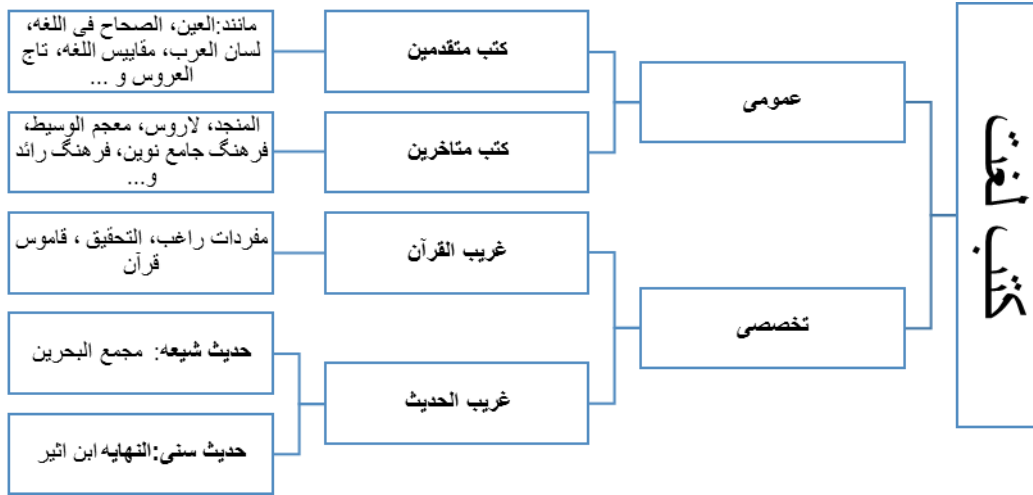 کتب لغت
عمومی
کتب متقدمین
مانند:العین، الصحاح فی اللغه،
لسان العرب، مقاییس اللغه، تاج
العروس و ...
کتب متاخرین
المنجد، لاروس، معجم الوسیط،
فرهنگ جامع نوین، فرهنگ رائد
و...
تخصصی
غریب القرآن
مفردات راغب، التحقیق ، قاموس
قرآن
غریب الحدیث
حدیث شیعه: مجمع البحرین
حدیث سنی:النهایه ابن اثیر